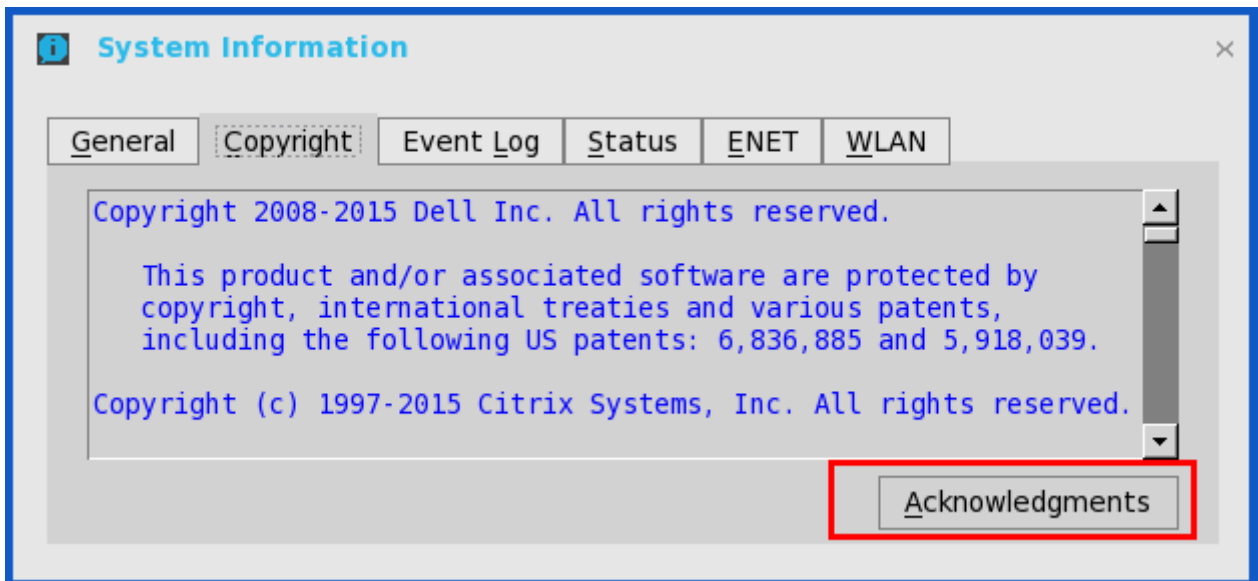 System Information
General Copyright Event Log Status ENET WLAN
Copyright 2008-2015 Dell Inc. All rights reserved.
This product and/or associated software are protected by
copyright, international treaties and various patents,
including the following US patents: 6,836,885 and 5,918,039.
Copyright (c) 1997-2015 Citrix Systems, Inc. All rights reserved.
Acknowledgments